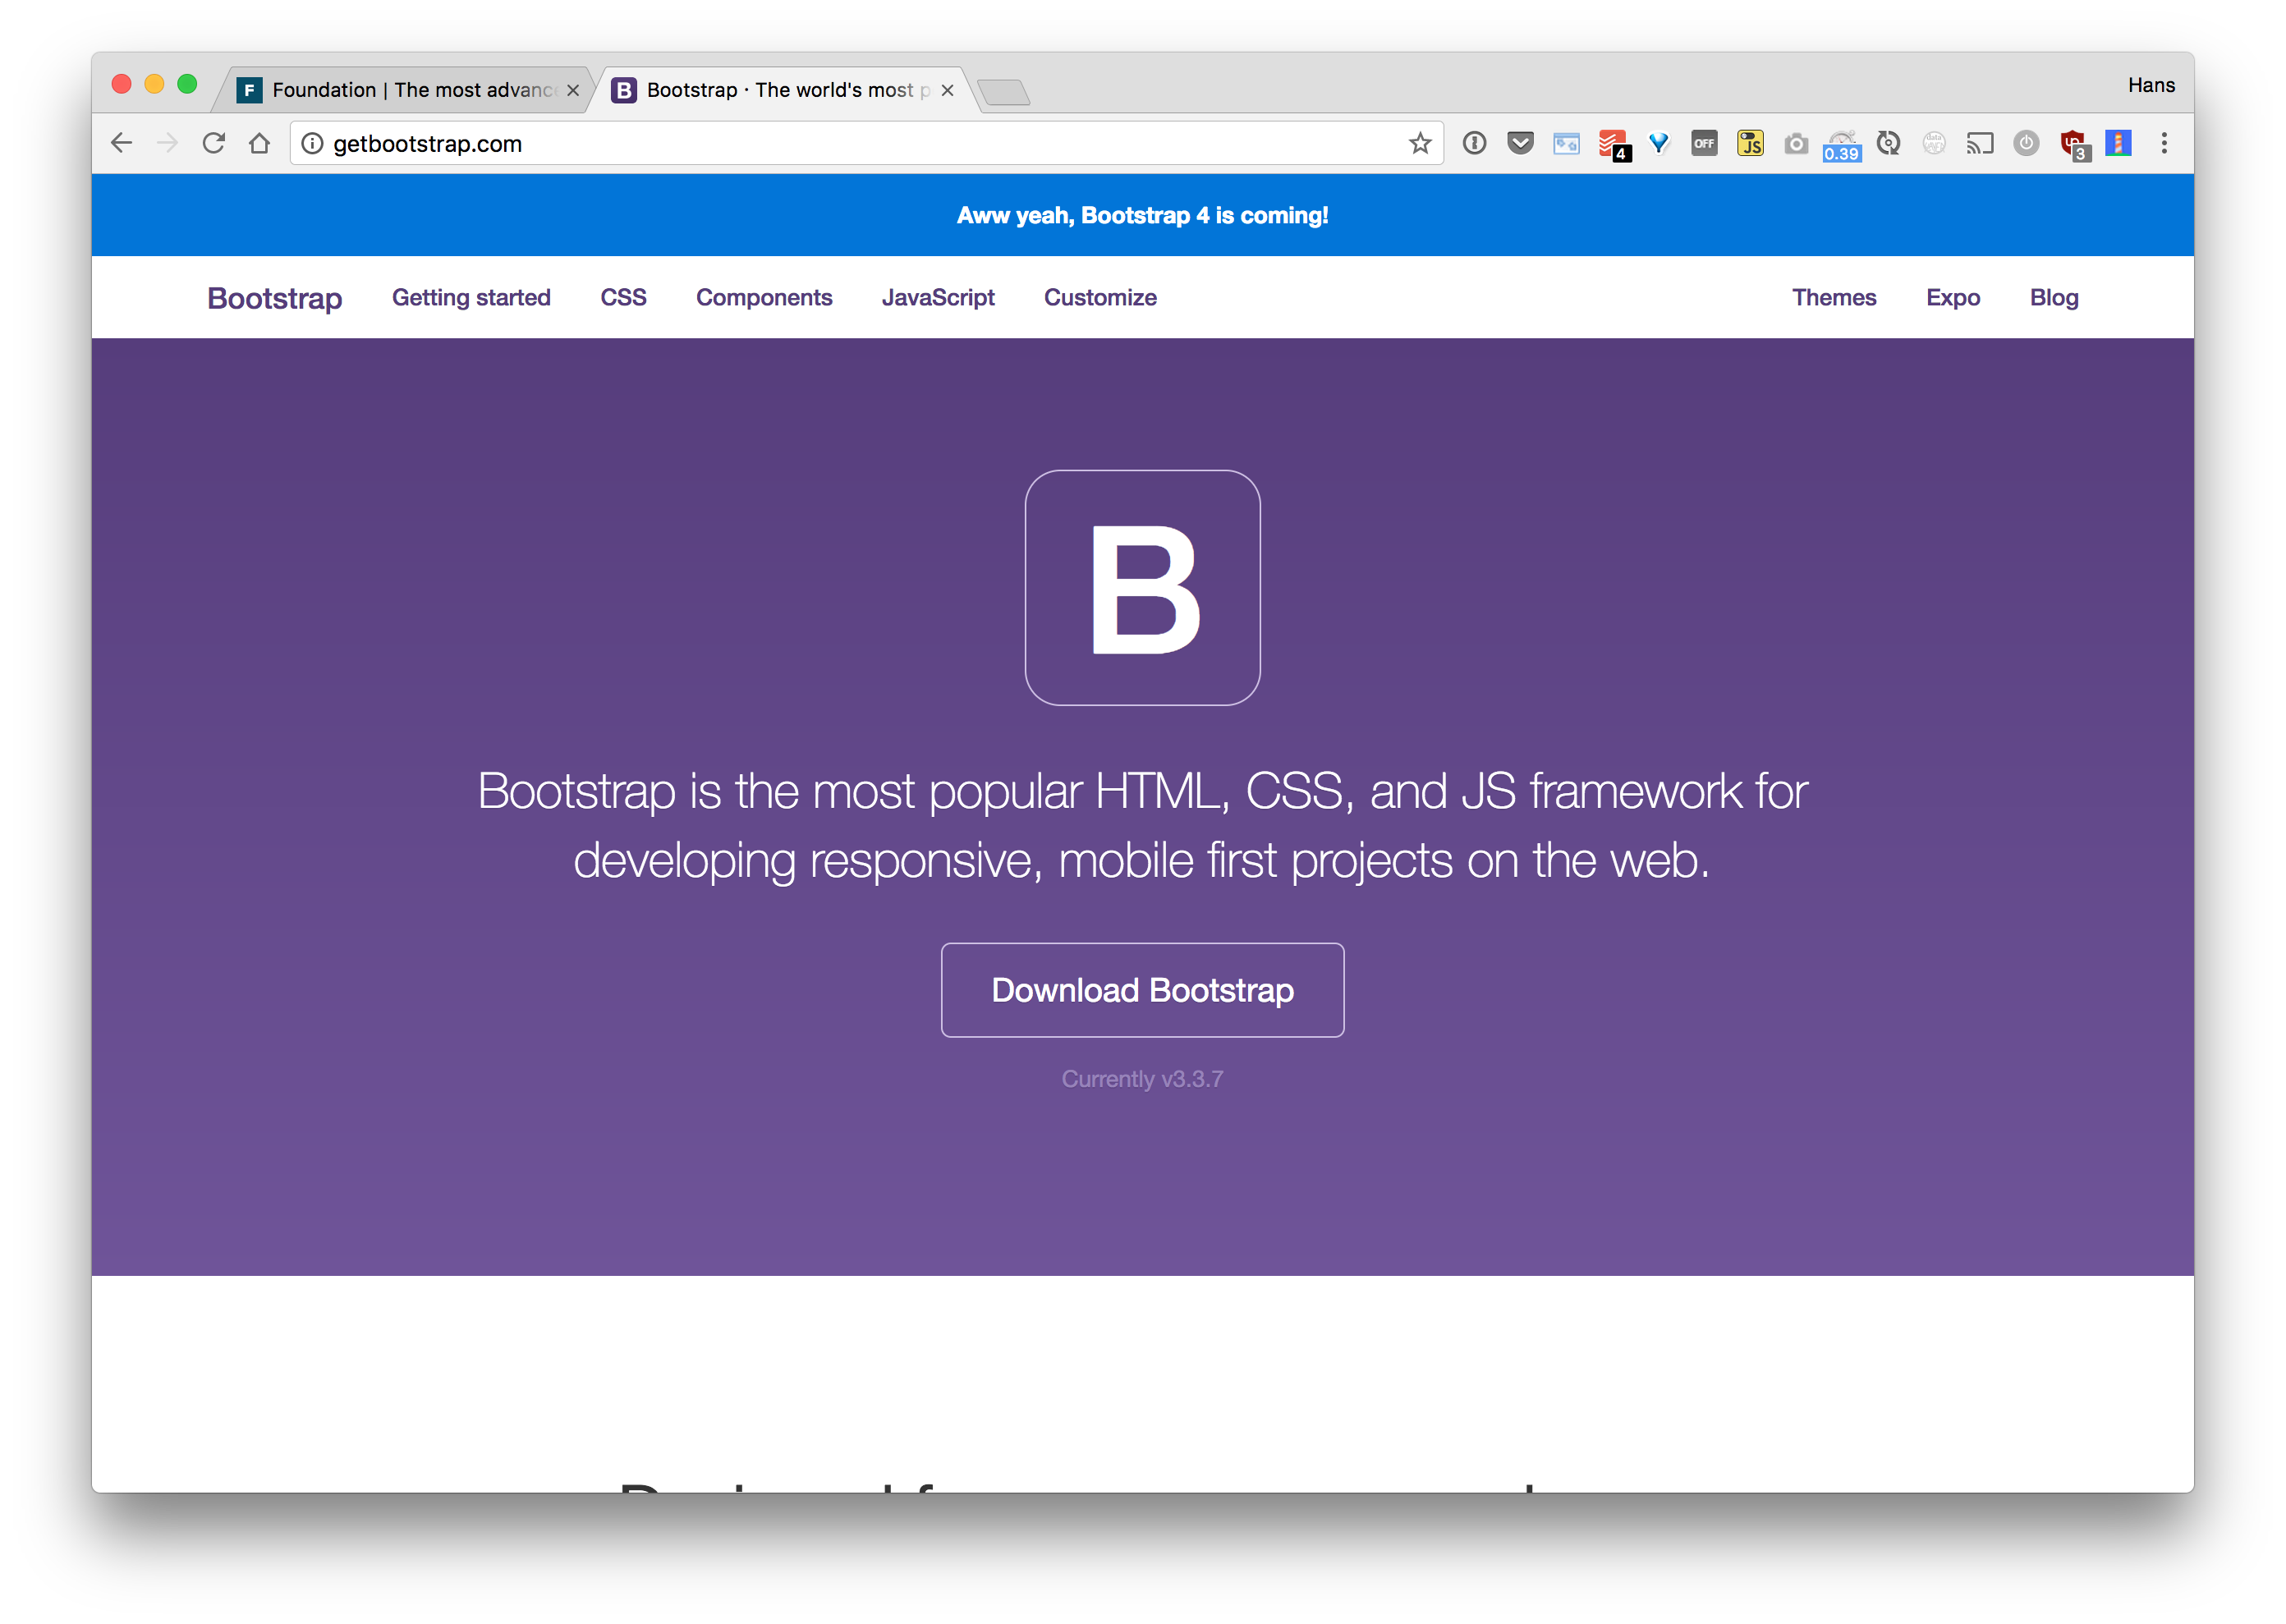 F Foundation | The most advanc
B Bootstrap · The world's most p
Hans
getbootstrap.com
4
OFF
JS
0.39
3
Aww yeah, Bootstrap 4 is coming!
Bootstrap Getting started CSS Components JavaScript Customize Themes Expo Blog
B
Bootstrap is the most popular HTML, CSS, and JS framework for
developing responsive, mobile first projects on the web.
Download Bootstrap
Currently v3.3.7